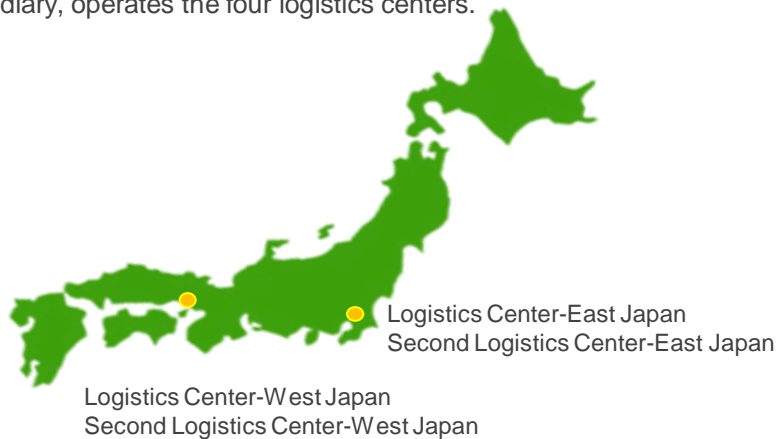 diary, operates the four logistics centers.
Logistics Center-East Japan
Second Logistics Center-East Japan
Logistics Center-West Japan
Second Logistics Center-West Japan